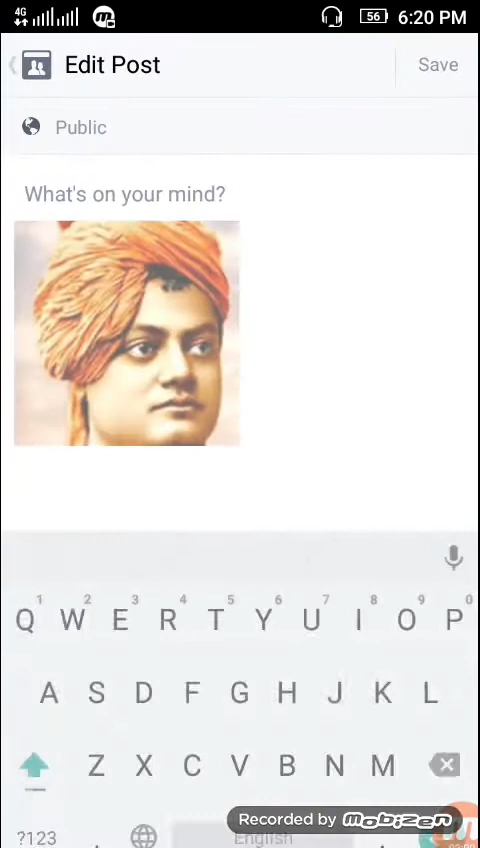 4G 56 6:20 PM
Edit Post Save
Public
What's on your mind?
1 2 3 4 5 6 7 8 9 0
Q W E R T Y U I O P
A S D F G H J K L
Z X C V B N M
Recorded by mobizen
?123 , English .